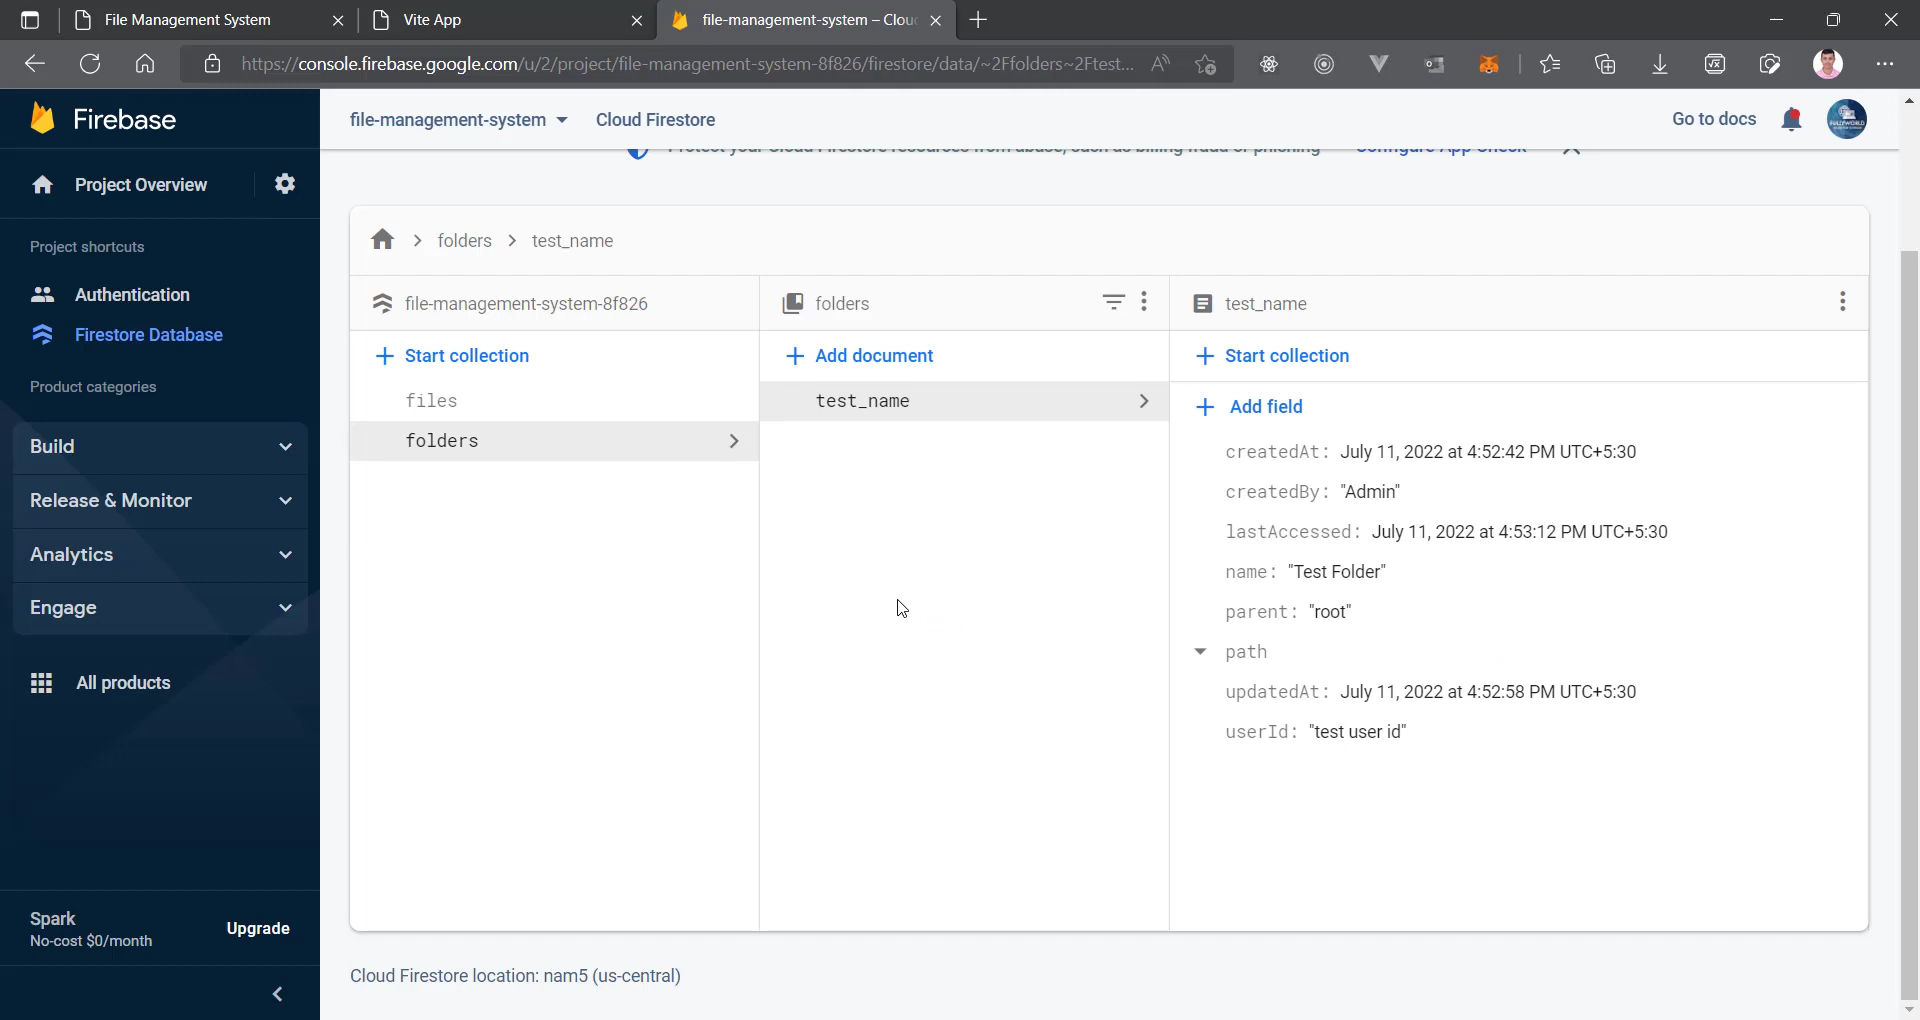 File Management System
Vite App
file-management-system – Clou
https://console.firebase.google.com/u/2/project/file-management-system-8f826/firestore/data/~2Ffolders~2Ftest...
Firebase
file-management-system
Cloud Firestore
Go to docs
Protect your Cloud Firestore resources from abuse, such as billing fraud or phishing
Configure App Check
Project Overview
Project shortcuts
Authentication
Firestore Database
Product categories
Build
Release & Monitor
Analytics
Engage
All products
Spark
No-cost $0/month
Upgrade
folders
test_name
file-management-system-8f826
Start collection
files
folders
folders
Add document
test_name
test_name
Start collection
Add field
createdAt: July 11, 2022 at 4:52:42 PM UTC+5:30
createdBy: "Admin"
lastAccessed: July 11, 2022 at 4:53:12 PM UTC+5:30
name: "Test Folder"
parent: "root"
path
updatedAt: July 11, 2022 at 4:52:58 PM UTC+5:30
userId: "test user id"
Cloud Firestore location: nam5 (us-central)